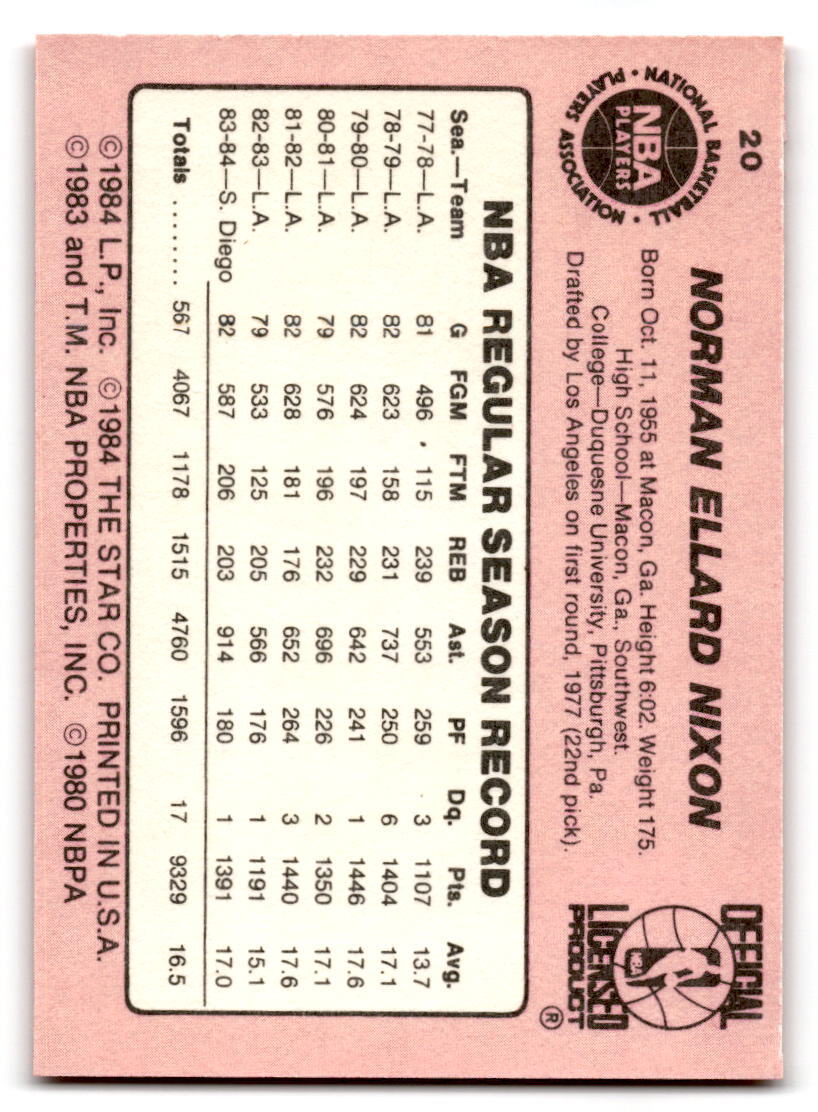 20
NATIONAL BASKETBALL PLAYERS ASSOCIATION
NBA
PLAYERS
NORMAN ELLARD NIXON
Born Oct. 11, 1955 at Macon, Ga. Height 6:02. Weight 175.
High School—Macon, Ga., Southwest.
College—Duquesne University, Pittsburgh, Pa.
Drafted by Los Angeles on first round, 1977 (22nd pick).
OFFICIAL
NBA
LICENSED
PRODUCT
®
NBA REGULAR SEASON RECORD
Sea.—Team G FGM FTM REB Ast. PF Dq. Pts. Avg.
77-78—L.A. 81 496 115 239 553 259 3 1107 13.7
78-79—L.A. 82 623 158 231 737 250 6 1404 17.1
79-80—L.A. 82 624 197 229 642 241 1 1446 17.6
80-81—L.A. 79 576 196 232 696 226 2 1350 17.1
81-82—L.A. 82 628 181 176 652 264 3 1440 17.6
82-83—L.A. 79 533 125 205 566 176 1 1191 15.1
83-84—S. Diego 82 587 206 203 914 180 1 1391 17.0
Totals ........ 567 4067 1178 1515 4760 1596 17 9329 16.5
©1984 L.P., Inc. ©1984 THE STAR CO. PRINTED IN U.S.A.
©1983 and T.M. NBA PROPERTIES, INC. ©1980 NBPA